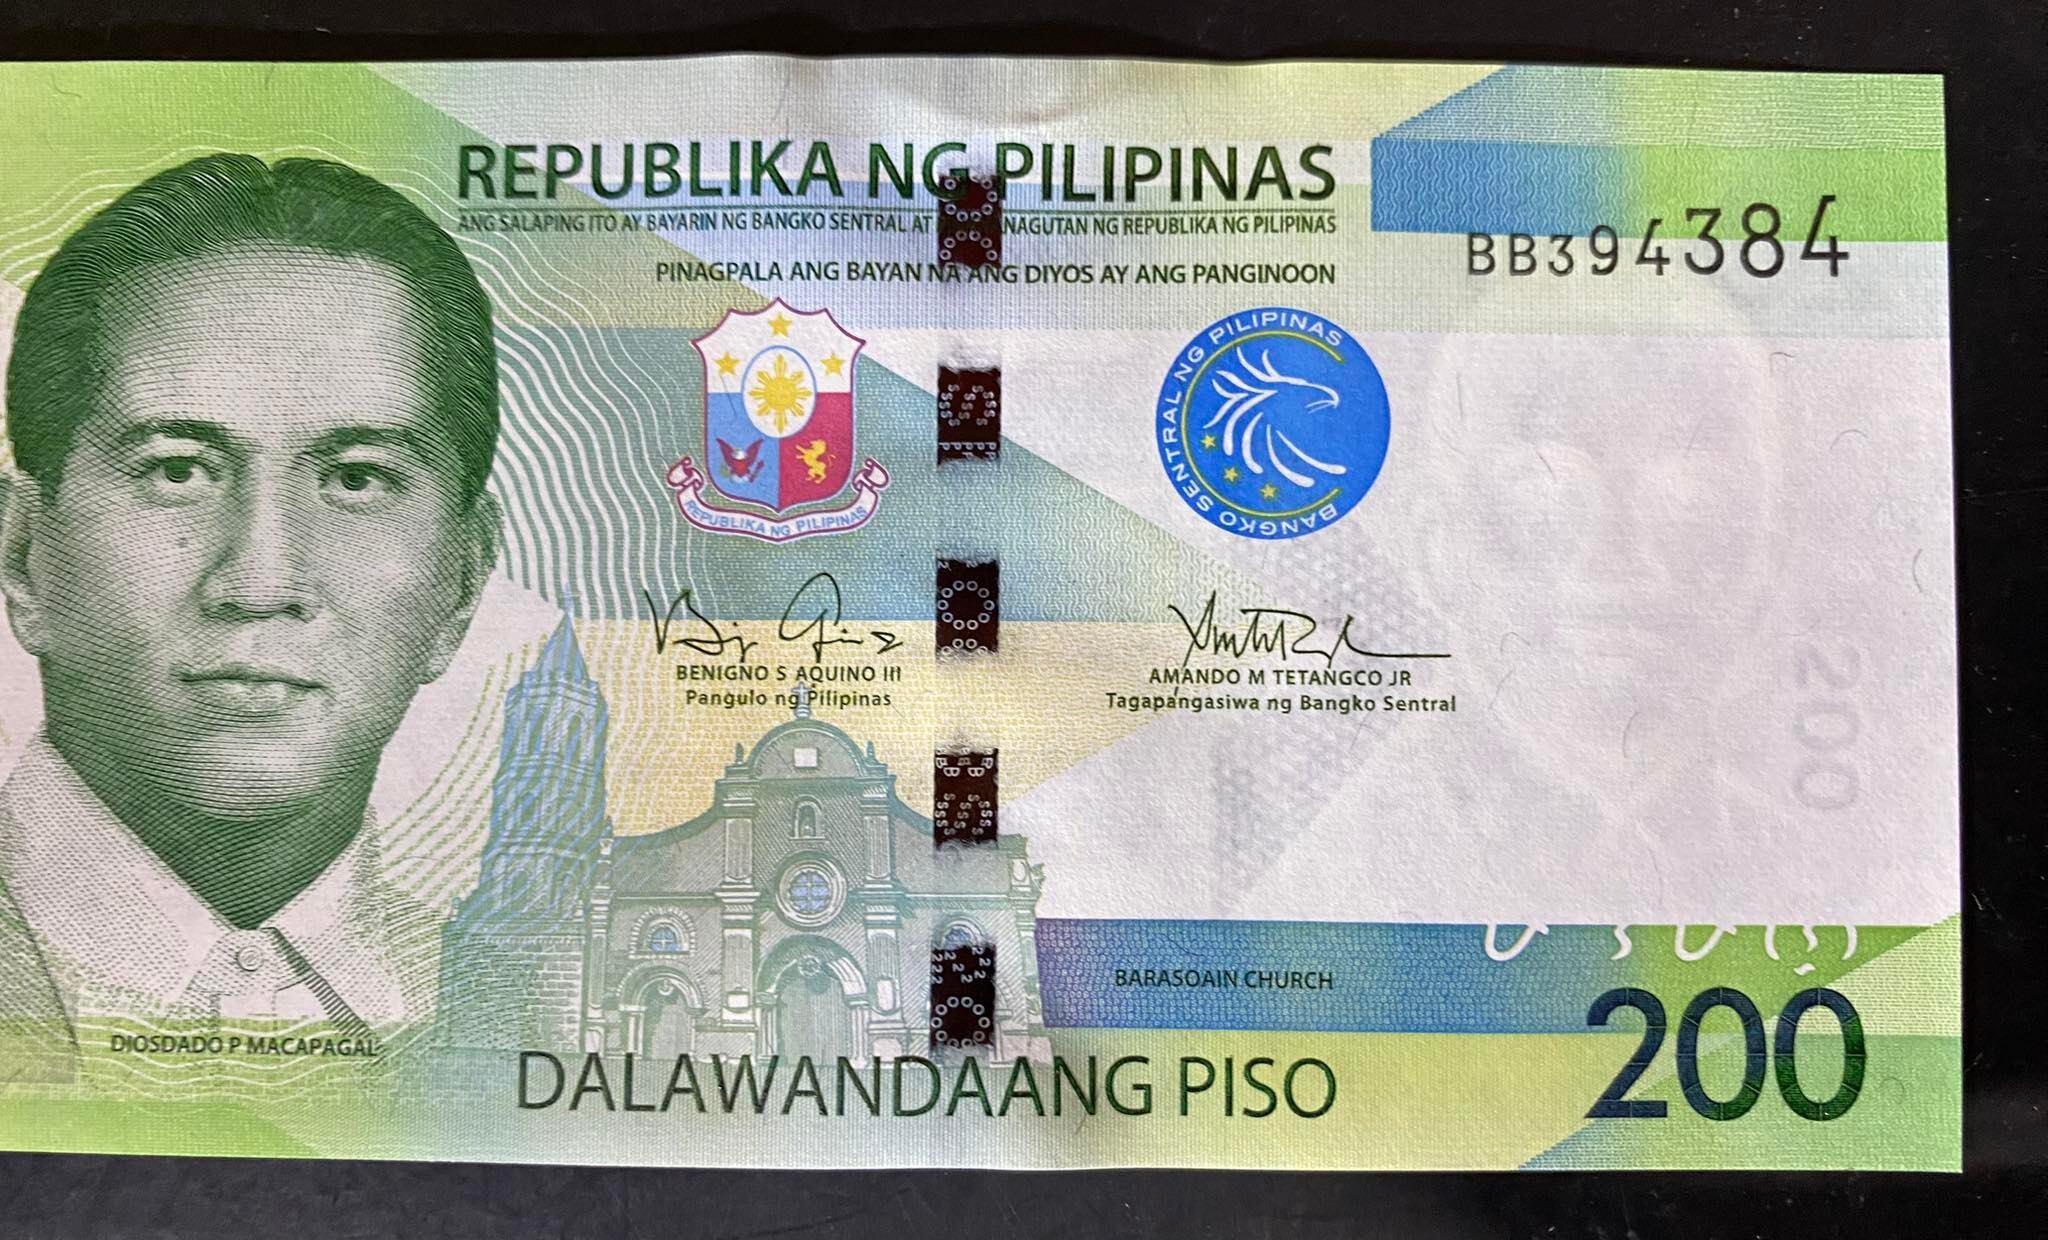 REPUBLIKA NG PILIPINAS
ANG SALAPING ITO AY BAYARIN NG BANGKO SENTRAL AT NAGUTAN NG REPUBLIKA NG PILIPINAS
PINAGPALA ANG BAYAN NA ANG DIYOS AY ANG PANGINOON
BB394384
REPUBLIKA NG PILIPINAS
BANGKO SENTRAL NG PILIPINAS
BENIGNO S AQUINO III
Pangulo ng Pilipinas
AMANDO M TETANGCO JR
Tagapangasiwa ng Bangko Sentral
200
BARASOAIN CHURCH
DIOSDADO P MACAPAGAL
DALAWANDAANG PISO
200